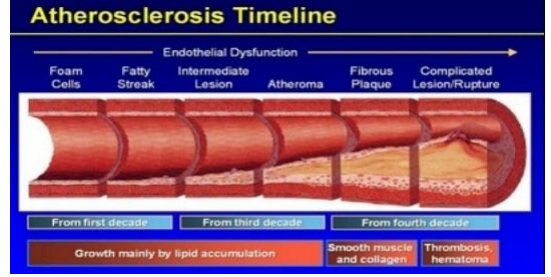 Atherosclerosis Timeline
Endothelial Dysfunction
Foam
Cells
Fatty
Streak
Intermediate
Lesion
Atheroma
Fibrous
Plaque
Complicated
Lesion/Rupture
From first decade
From third decade
From fourth decade
Growth mainly by lipid accumulation
Smooth muscle
and collagen
Thrombosis,
hematoma